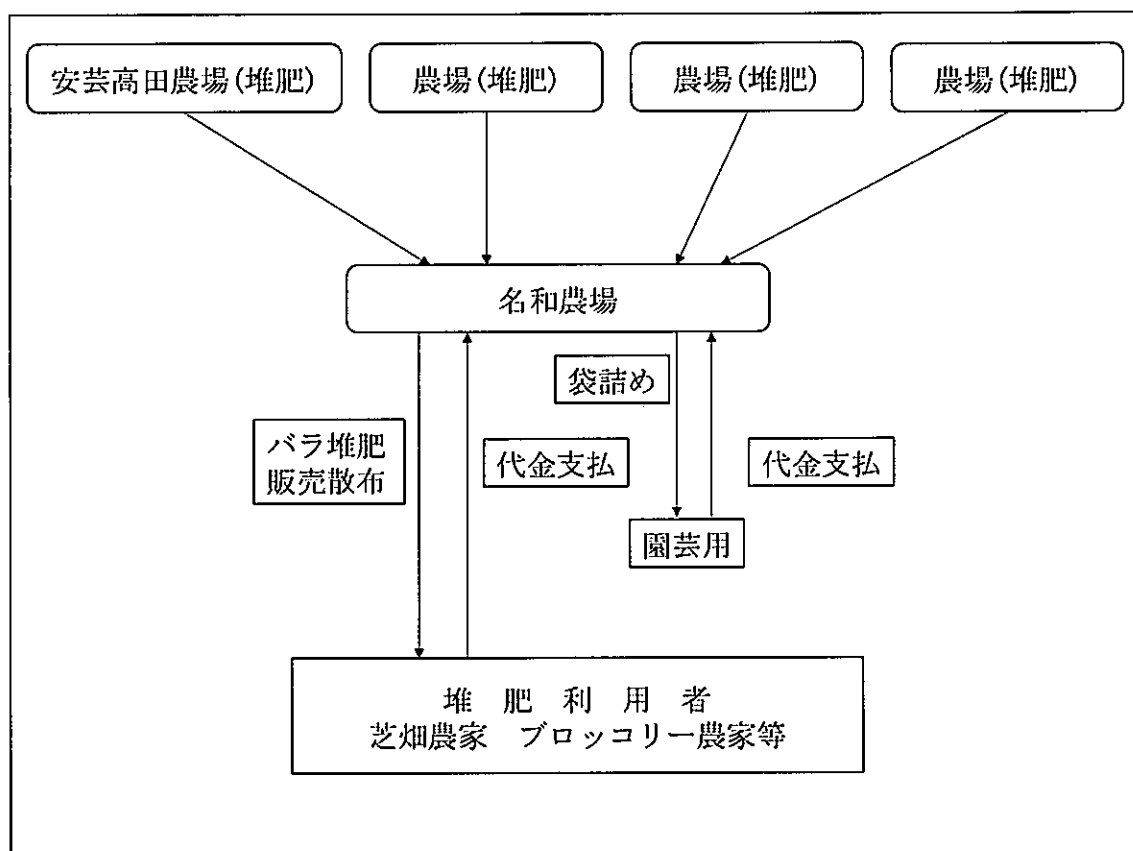 安芸高田農場(堆肥)
農場(堆肥)
農場(堆肥)
農場(堆肥)
名和農場
袋詰め
バラ堆肥
販売散布
代金支払
代金支払
園芸用
堆肥利用者
芝畑農家 ブロッコリー農家等